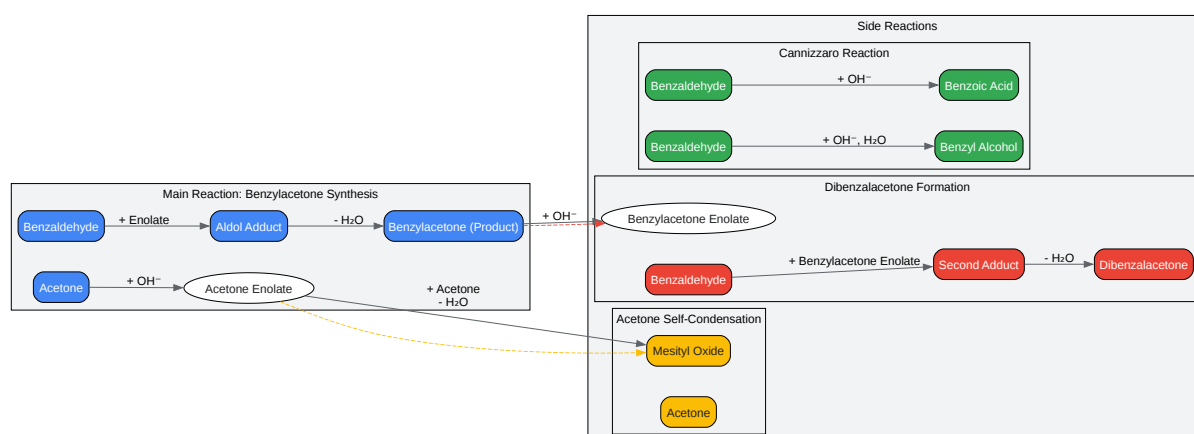 Side Reactions
Cannizzaro Reaction
Benzaldehyde
+ OH⁻
Benzoic Acid
Benzaldehyde
+ OH⁻, H₂O
Benzyl Alcohol
Main Reaction: Benzylacetone Synthesis
Benzaldehyde
+ Enolate
Aldol Adduct
- H₂O
Benzylacetone (Product)
+ OH⁻
Acetone
+ OH⁻
Acetone Enolate
+ Acetone
- H₂O
Dibenzalacetone Formation
Benzylacetone Enolate
Benzaldehyde
+ Benzylacetone Enolate
Second Adduct
- H₂O
Dibenzalacetone
Acetone Self-Condensation
Mesityl Oxide
Acetone